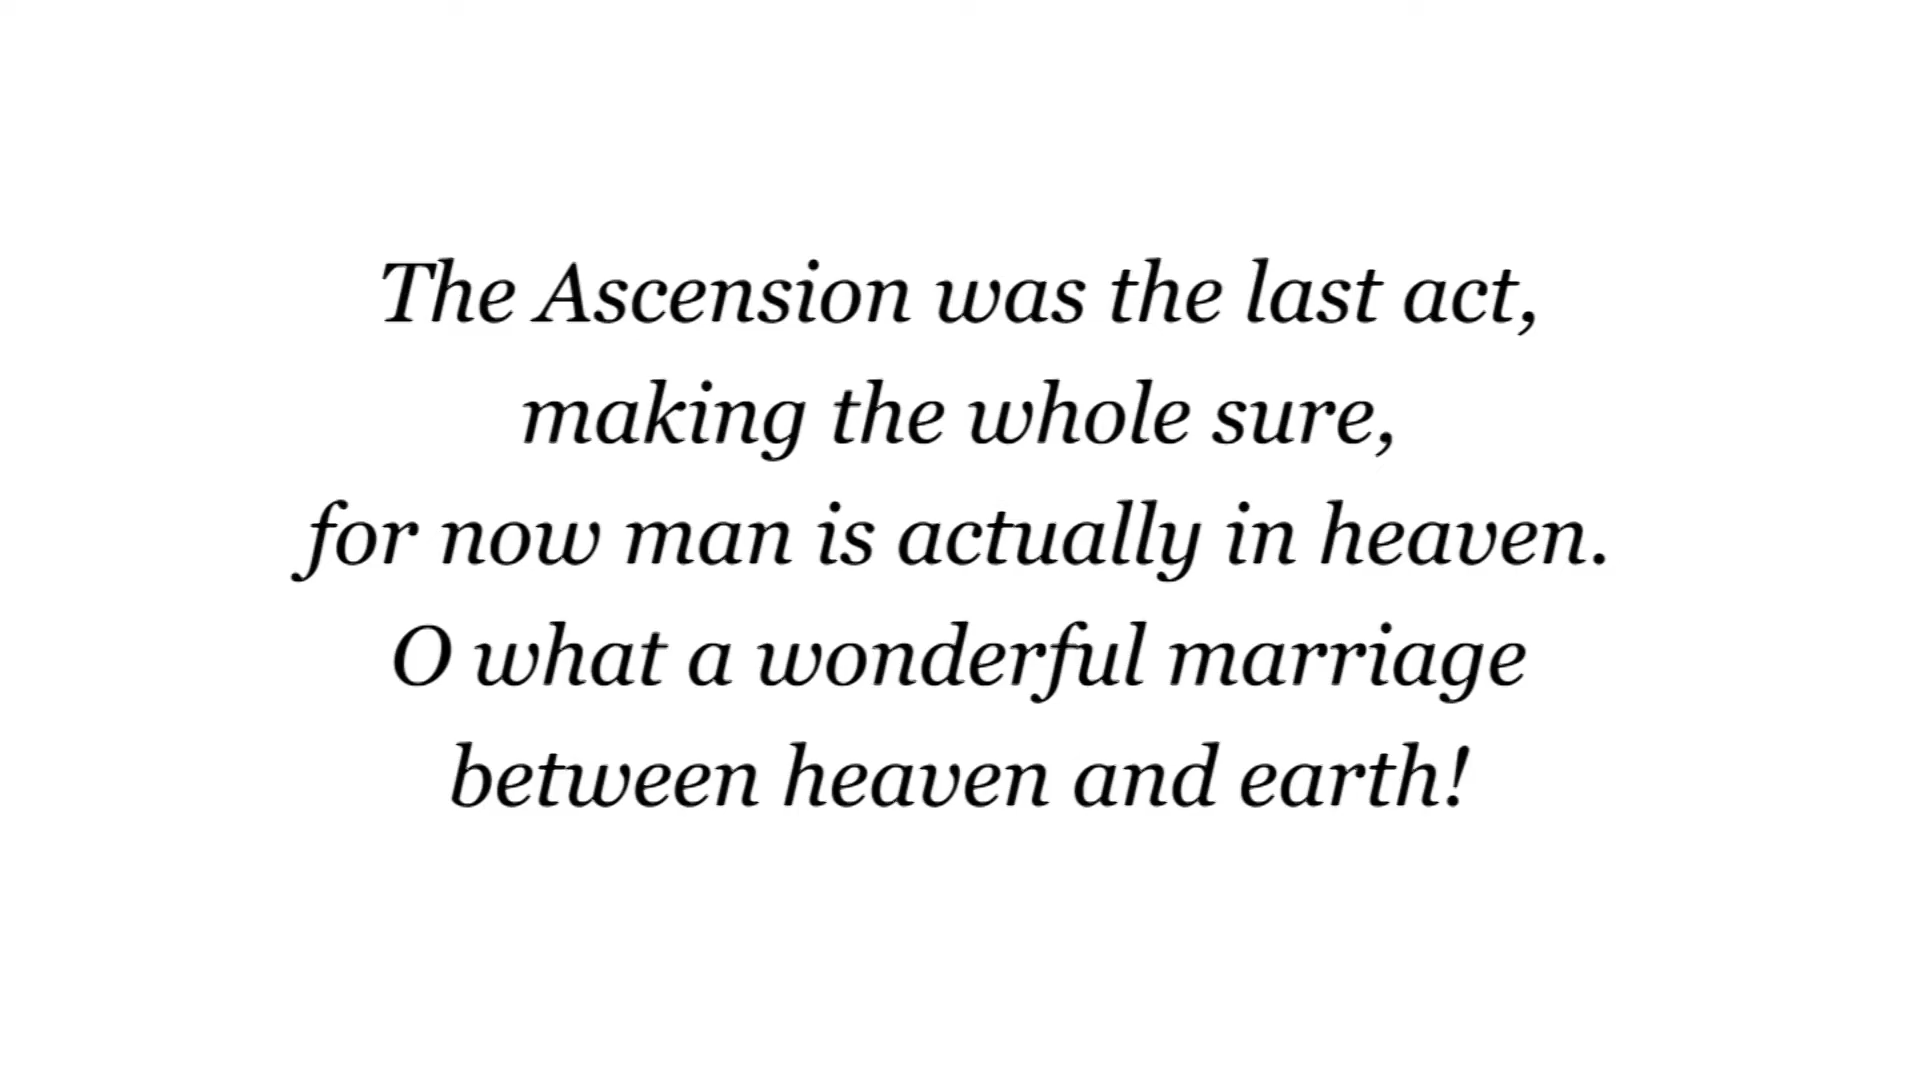 The Ascension was the last act,
making the whole sure,
for now man is actually in heaven.
O what a wonderful marriage
between heaven and earth!